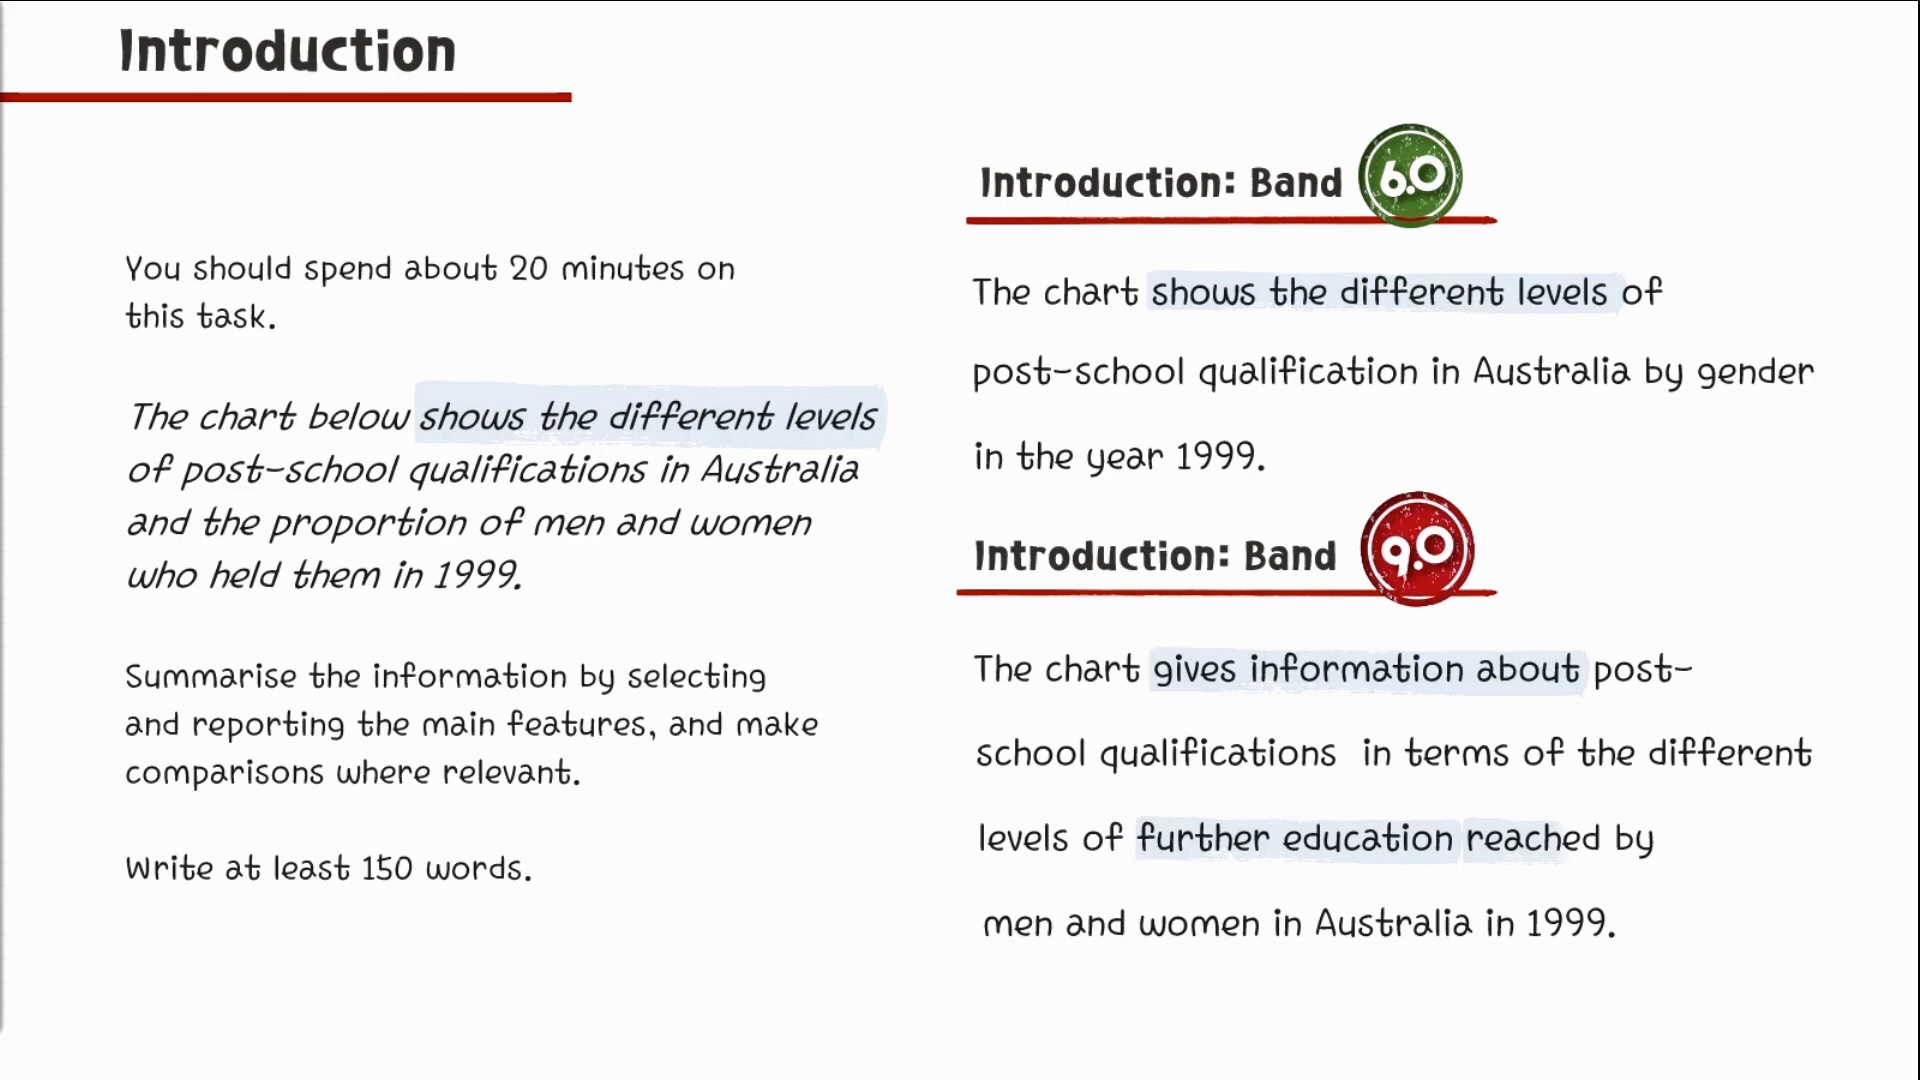 Introduction
You should spend about 20 minutes on
this task.
The chart below shows the different levels
of post-school qualifications in Australia
and the proportion of men and women
who held them in 1999.
Summarise the information by selecting
and reporting the main features, and make
comparisons where relevant.
Write at least 150 words.
Introduction: Band 6.0
The chart shows the different levels of
post-school qualification in Australia by gender
in the year 1999.
Introduction: Band 9.0
The chart gives information about post-
school qualifications in terms of the different
levels of further education reached by
men and women in Australia in 1999.